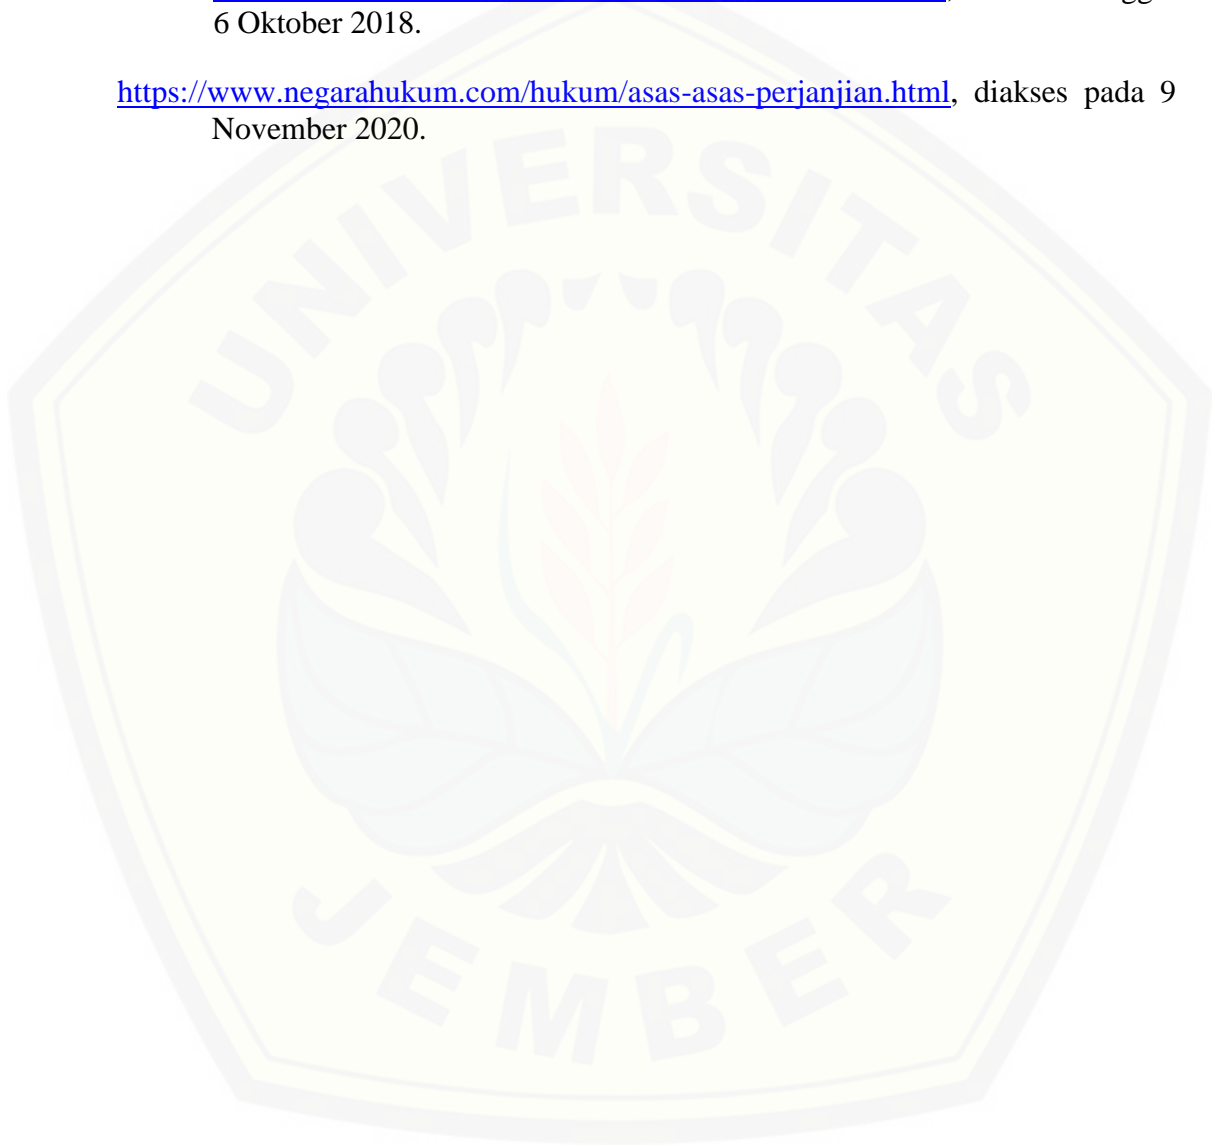 6 Oktober 2018.
https://www.negarahukum.com/hukum/asas-asas-perjanjian.html, diakses pada 9
November 2020.
UNIVERSITAS
JEMBER